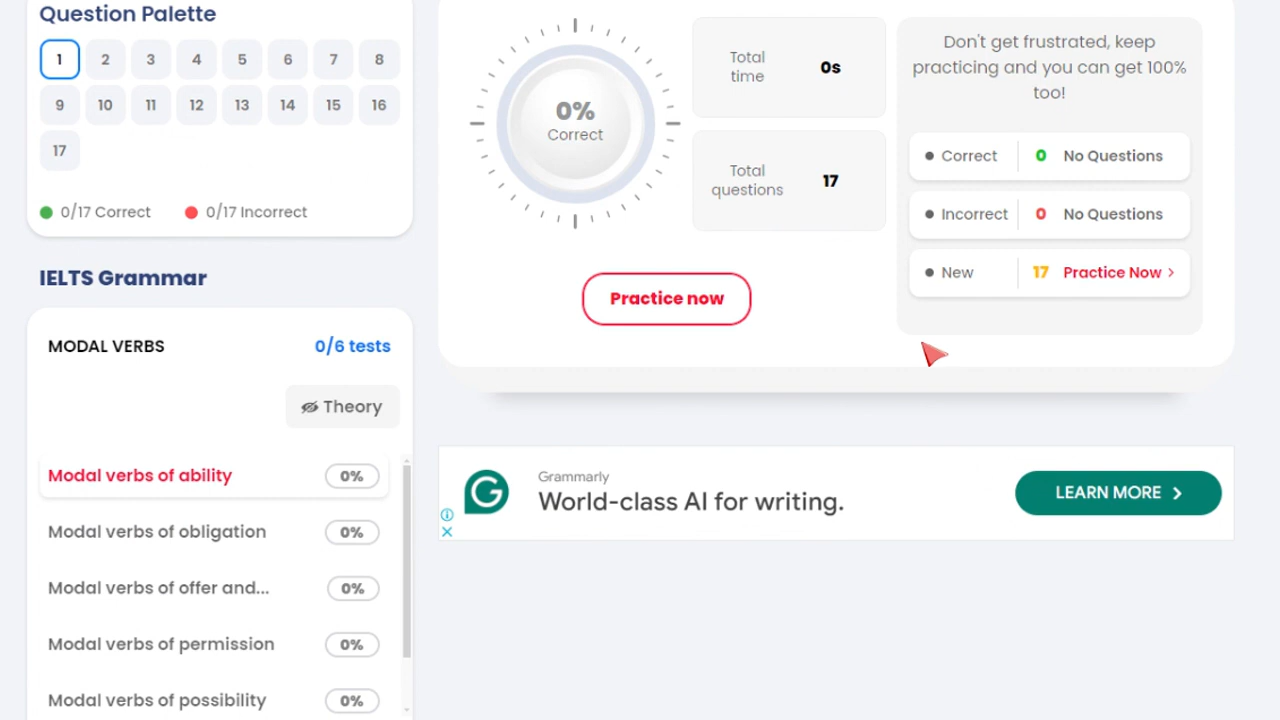 Question Palette
1 2 3 4 5 6 7 8
9 10 11 12 13 14 15 16
17
0/17 Correct 0/17 Incorrect
IELTS Grammar
MODAL VERBS 0/6 tests
Theory
Modal verbs of ability 0%
Modal verbs of obligation 0%
Modal verbs of offer and... 0%
Modal verbs of permission 0%
Modal verbs of possibility 0%
0%
Correct
Total
time
0s
Total
questions
17
Practice now
Don't get frustrated, keep
practicing and you can get 100%
too!
Correct 0 No Questions
Incorrect 0 No Questions
New 17 Practice Now >
G
Grammarly
World-class AI for writing.
LEARN MORE >